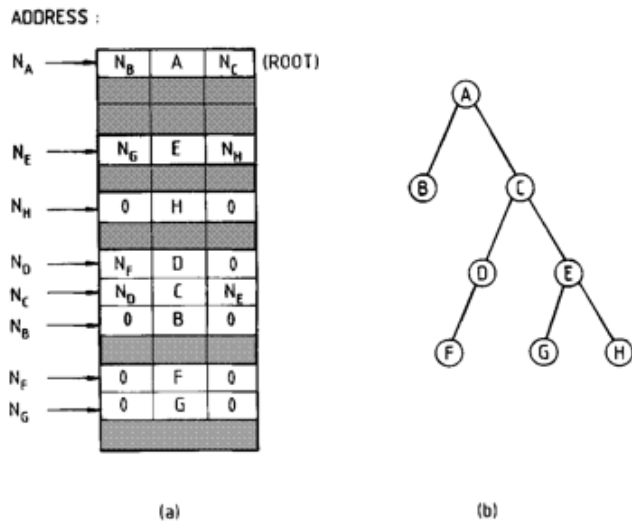 ADDRESS :
N_A N_B A N_C (ROOT)
N_E N_G E N_H
N_H 0 H 0
N_D N_F D 0
N_C N_D C N_E
N_B 0 B 0
N_F 0 F 0
N_G 0 G 0
(a)
A
B C
D E
F G H
(b)